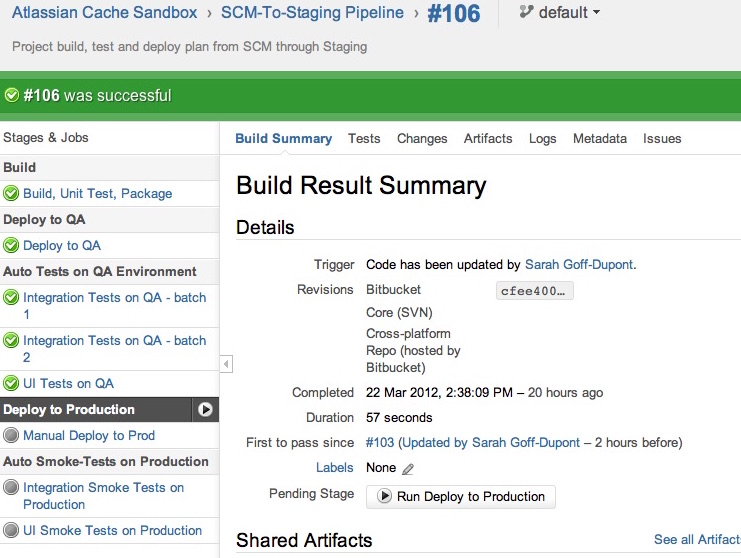 Atlassian Cache Sandbox › SCM-To-Staging Pipeline › #106 default
Project build, test and deploy plan from SCM through Staging
#106 was successful
Stages & Jobs
Build
Build, Unit Test, Package
Deploy to QA
Deploy to QA
Auto Tests on QA Environment
Integration Tests on QA - batch
1
Integration Tests on QA - batch
2
UI Tests on QA
Deploy to Production
Manual Deploy to Prod
Auto Smoke-Tests on Production
Integration Smoke Tests on
Production
UI Smoke Tests on Production
Build Summary Tests Changes Artifacts Logs Metadata Issues
Build Result Summary
Details
Trigger Code has been updated by Sarah Goff-Dupont.
Revisions Bitbucket cfee400…
Core (SVN)
Cross-platform
Repo (hosted by
Bitbucket)
Completed 22 Mar 2012, 2:38:09 PM – 20 hours ago
Duration 57 seconds
First to pass since #103 (Updated by Sarah Goff-Dupont – 2 hours before)
Labels None
Pending Stage Run Deploy to Production
Shared Artifacts See all Artifact